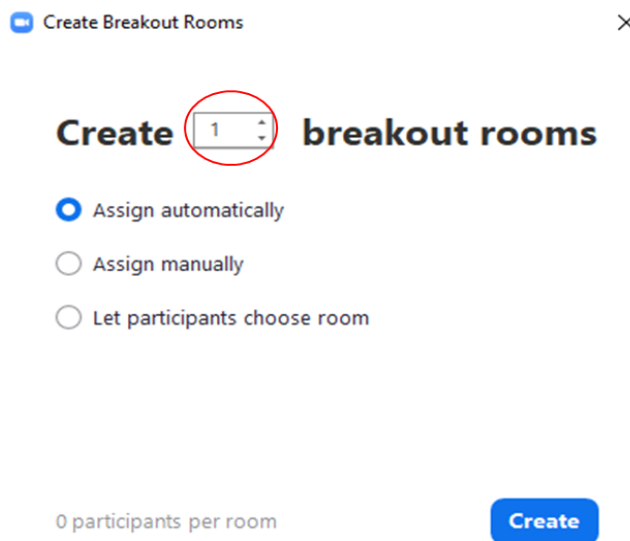 Create Breakout Rooms
Create 1 breakout rooms
Assign automatically
Assign manually
Let participants choose room
0 participants per room
Create